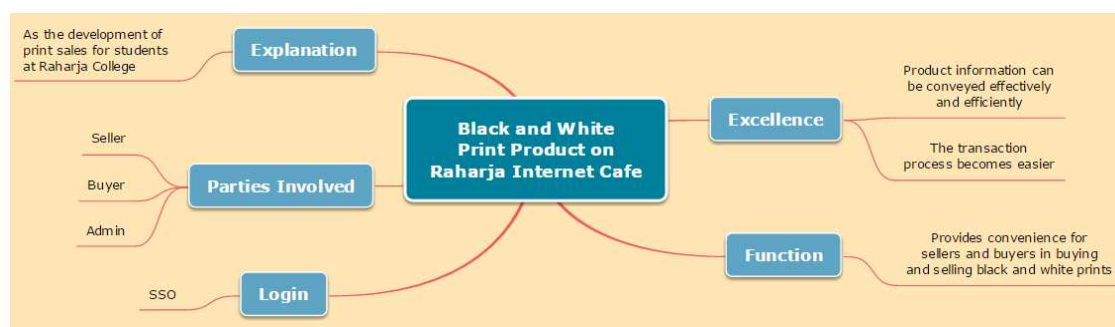 As the development of
print sales for students
at Raharja College
Explanation
Seller
Buyer
Admin
Parties Involved
SSO
Login
Black and White
Print Product on
Raharja Internet Cafe
Excellence
Product information can
be conveyed effectively
and efficiently
The transaction
process becomes easier
Function
Provides convenience for
sellers and buyers in buying
and selling black and white prints